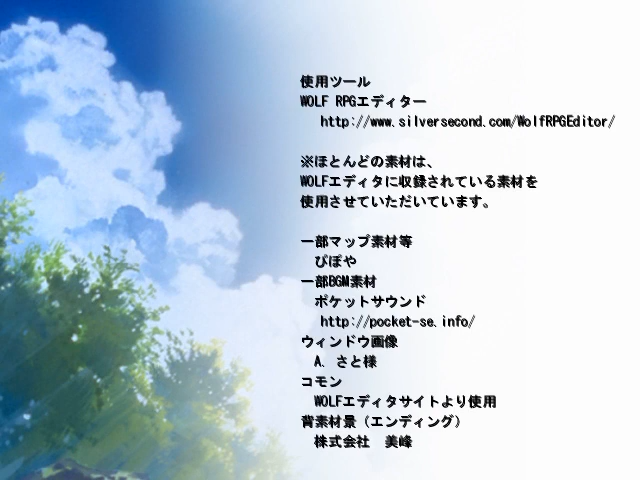 使用ツール
WOLF RPGエディター
http://www.silversecond.com/WolfRPGEditor/
※ほとんどの素材は、
WOLFエディタに収録されている素材を
使用させていただいています。
一部マップ素材等
ぴぽや
一部BGM素材
ポケットサウンド
http://pocket-se.info/
ウィンドウ画像
A. さと様
コモン
WOLFエディタサイトより使用
背素材景（エンディング）
株式会社　美峰